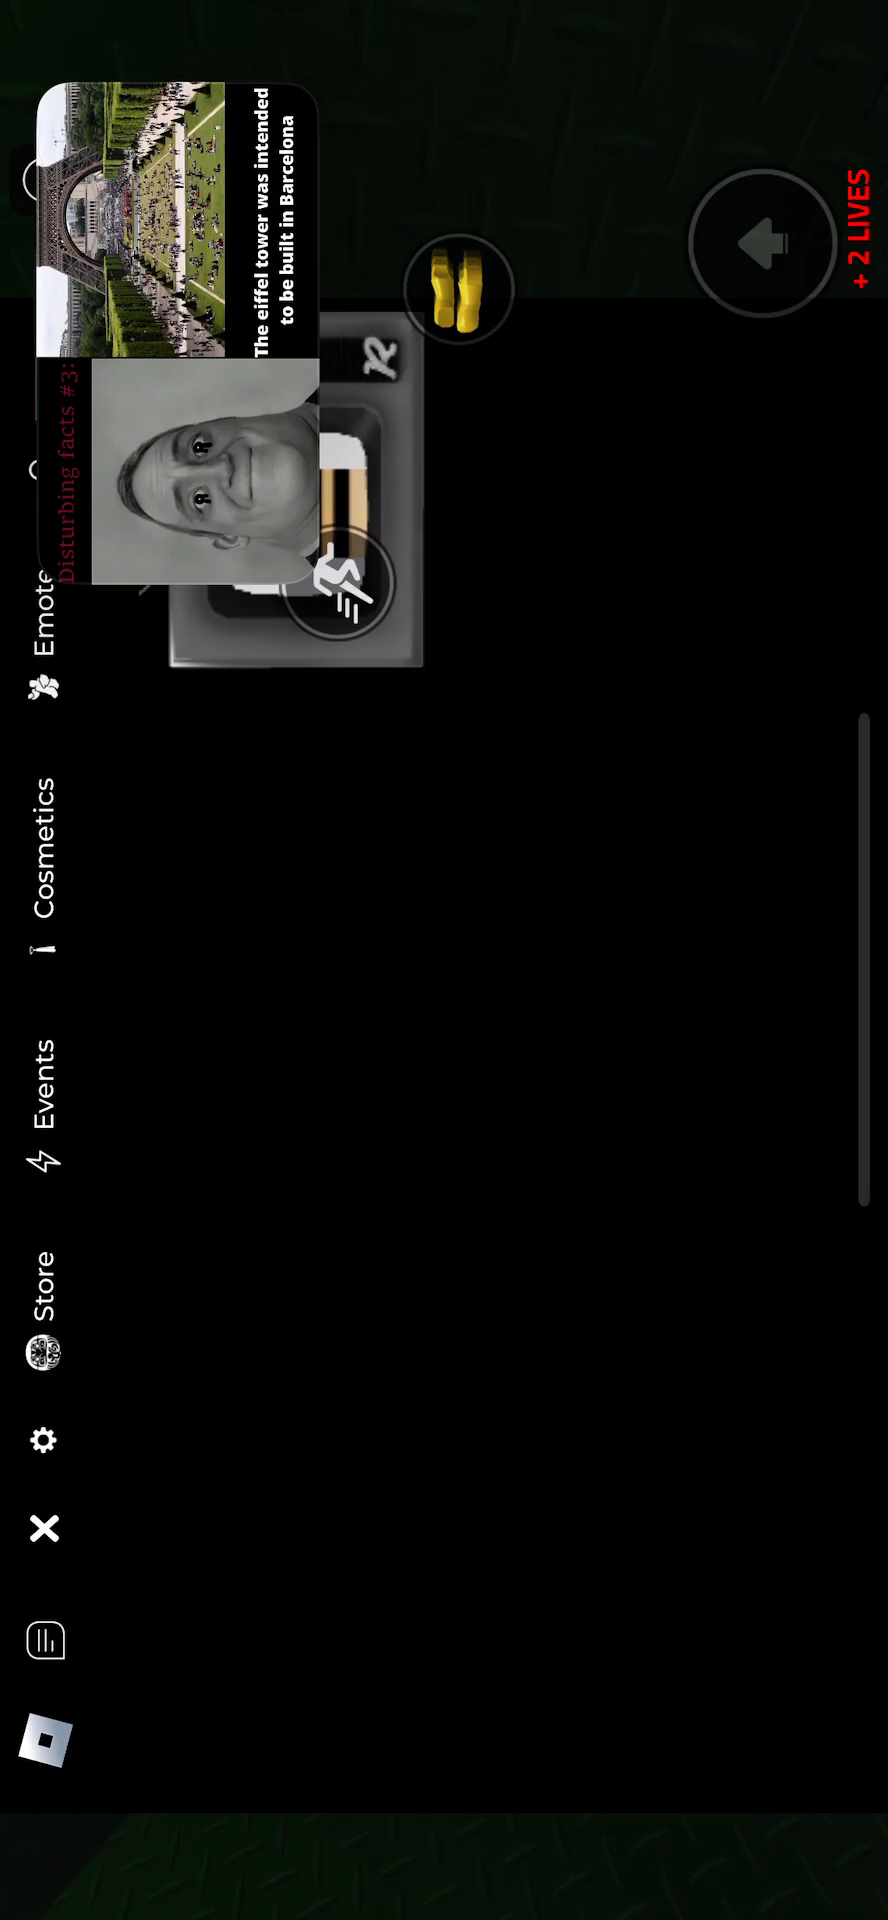 Emote
Cosmetics
Events
Store
Disturbing facts #3:
The eiffel tower was intended
to be built in Barcelona
R
+ 2 LIVES